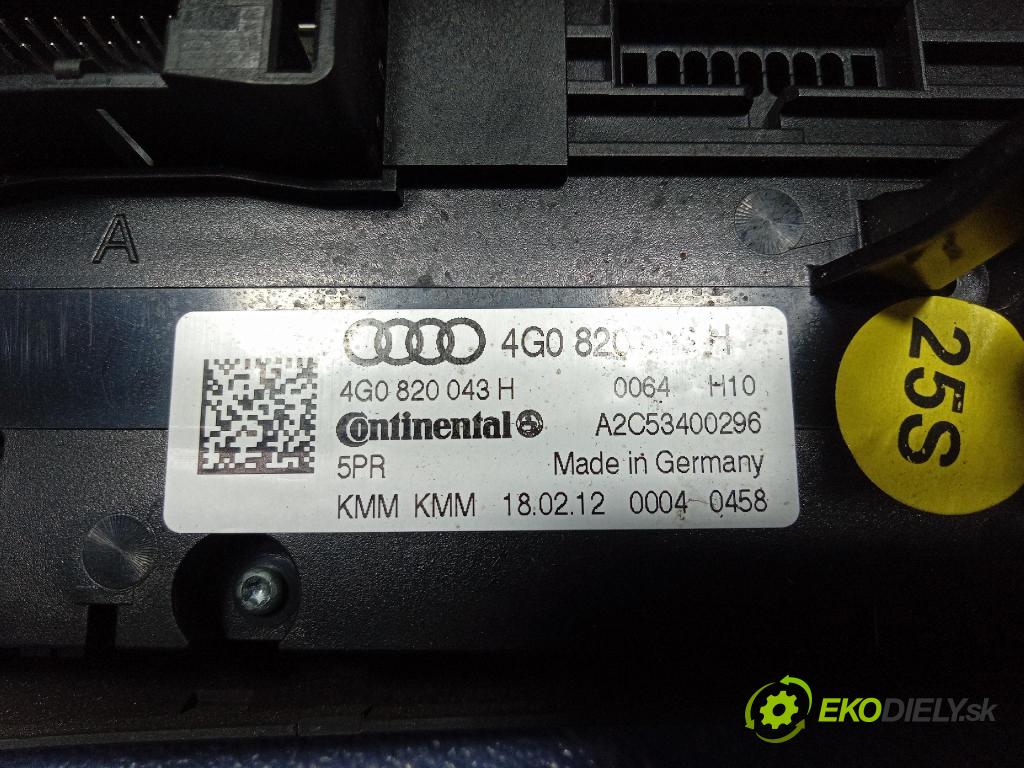 A
4G0 820 H
4G0 820 043 H 0064 H10
Continental A2C53400296
5PR Made in Germany
KMM KMM 18.02.12 0004 0458
25S
EKODIELY.sk